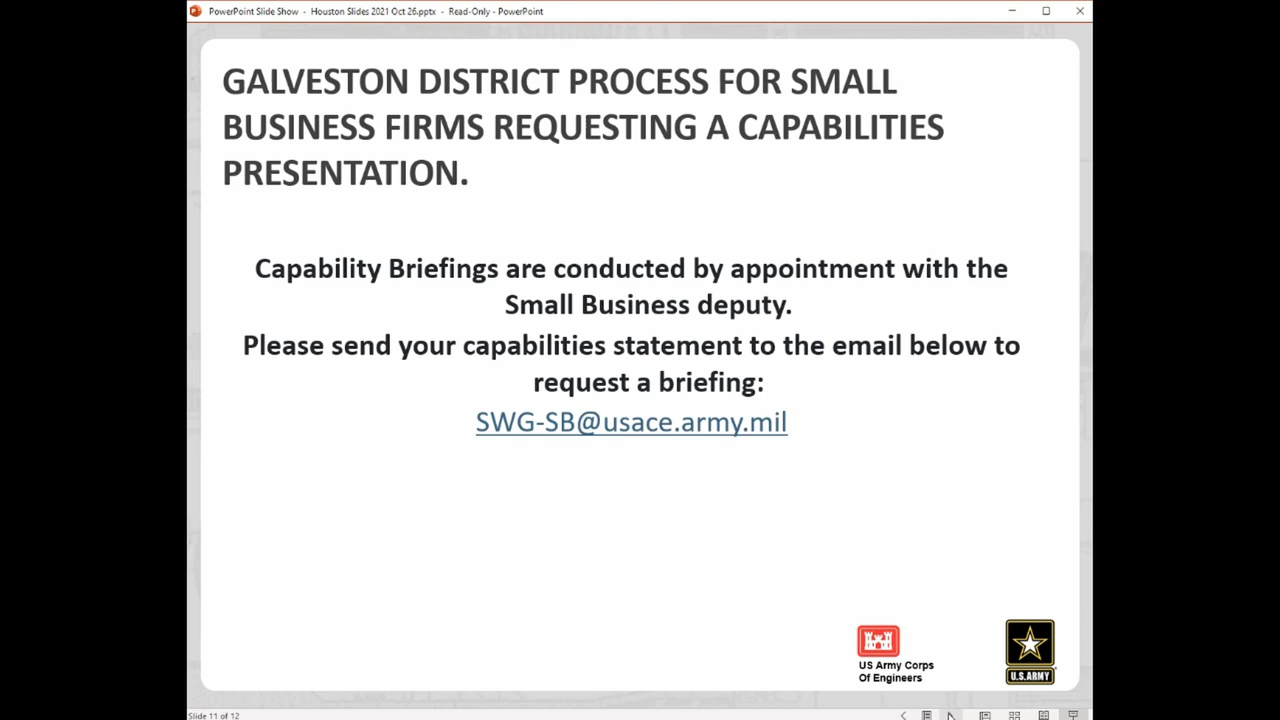 PowerPoint Slide Show - Houston Slides 2021 Oct 26.pptx - Read-Only - PowerPoint
GALVESTON DISTRICT PROCESS FOR SMALL
BUSINESS FIRMS REQUESTING A CAPABILITIES
PRESENTATION.
Capability Briefings are conducted by appointment with the
Small Business deputy.
Please send your capabilities statement to the email below to
request a briefing:
SWG-SB@usace.army.mil
US Army Corps
Of Engineers
U.S.ARMY
Slide 11 of 12